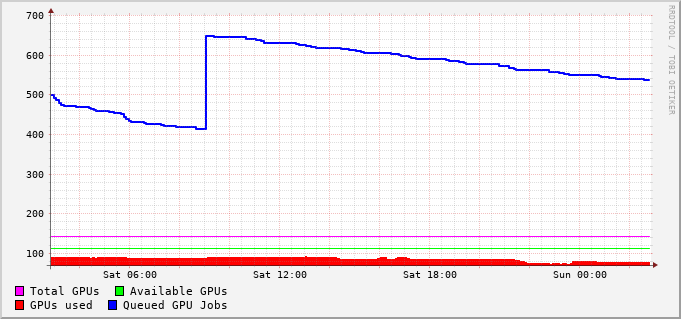 700
600
500
400
300
200
100
Sat 06:00 Sat 12:00 Sat 18:00 Sun 00:00
Total GPUs Available GPUs
GPUs used Queued GPU Jobs
RRDTOOL / TOBI OETIKER